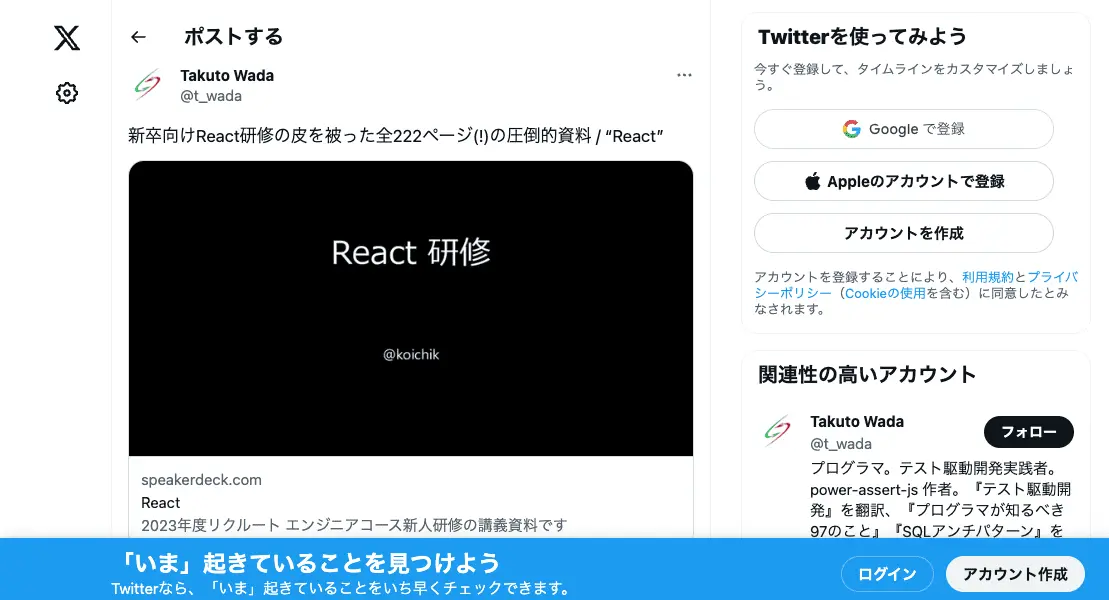 ポストする
Takuto Wada
@t_wada
新卒向けReact研修の皮を被った全222ページ(!)の圧倒的資料 / “React”
React 研修
@koichik
speakerdeck.com
React
2023年度リクルート エンジニアコース新人研修の講義資料です
Twitterを使ってみよう
今すぐ登録して、タイムラインをカスタマイズしましょ
う。
Google で登録
Appleのアカウントで登録
アカウントを作成
アカウントを登録することにより、利用規約とプライバ
シーポリシー（Cookieの使用を含む）に同意したとみ
なされます。
関連性の高いアカウント
Takuto Wada
@t_wada
フォロー
プログラマ。テスト駆動開発実践者。
power-assert-js 作者。『テスト駆動開
発』を翻訳、『プログラマが知るべき
97のこと』『SQLアンチパターン』を
「いま」起きていることを見つけよう
Twitterなら、「いま」起きていることをいち早くチェックできます。
ログイン
アカウント作成